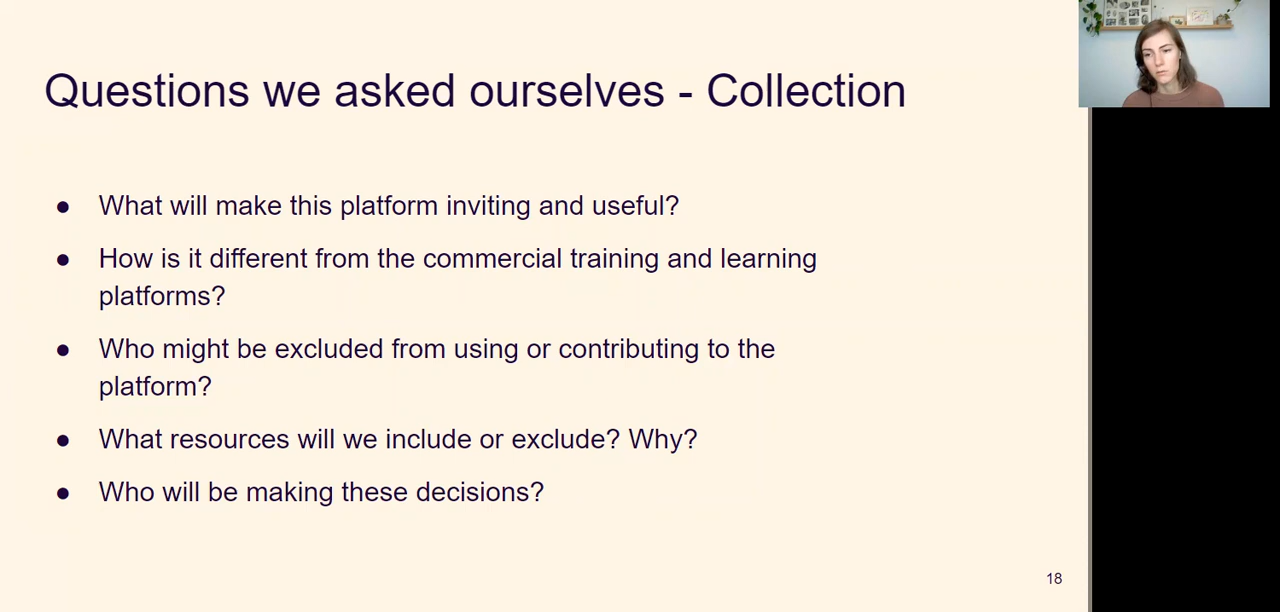 Questions we asked ourselves - Collection
● What will make this platform inviting and useful?
● How is it different from the commercial training and learning
platforms?
● Who might be excluded from using or contributing to the
platform?
● What resources will we include or exclude? Why?
● Who will be making these decisions?
18